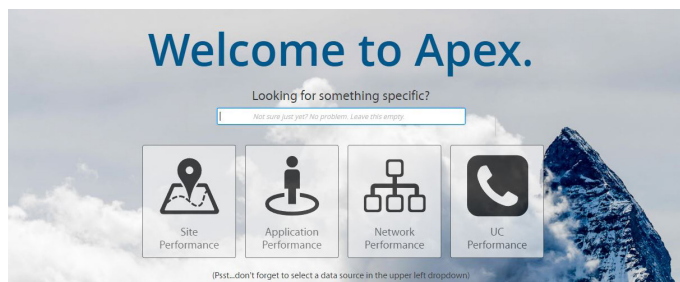 Welcome to Apex.
Looking for something specific?
Not sure just yet? No problem. Leave this empty
Site
Performance
Application
Performance
Network
Performance
UC
Performance
(Psst...don't forget to select a data source in the upper left dropdown)